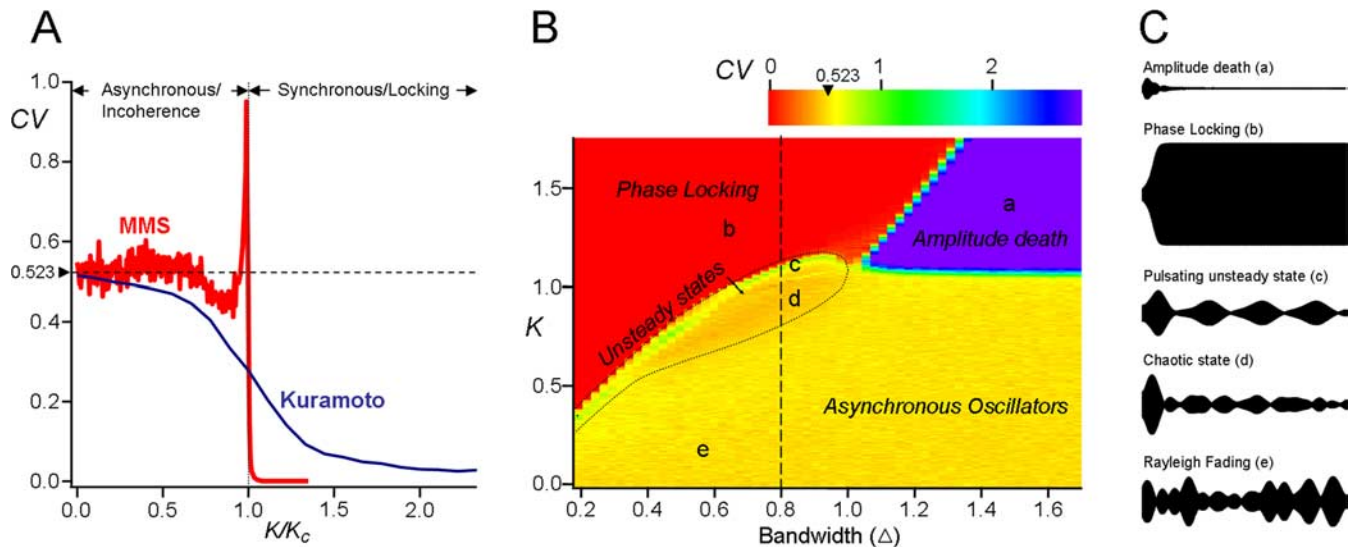 A
1.0
CV
0.8
0.6
0.523
0.4
0.2
0.0
Asynchronous/
Incoherence
Synchronous/Locking
MMS
Kuramoto
0.0
0.5
1.0
1.5
2.0
K/Kc
B
CV
0
0.523
1
2
1.5
1.0
K
0.5
0.0
Phase Locking
b
a
Amplitude death
Unsteady states
c
d
Asynchronous Oscillators
e
0.2
0.4
0.6
0.8
1.0
1.2
1.4
1.6
Bandwidth (△)
C
Amplitude death (a)
Phase Locking (b)
Pulsating unsteady state (c)
Chaotic state (d)
Rayleigh Fading (e)